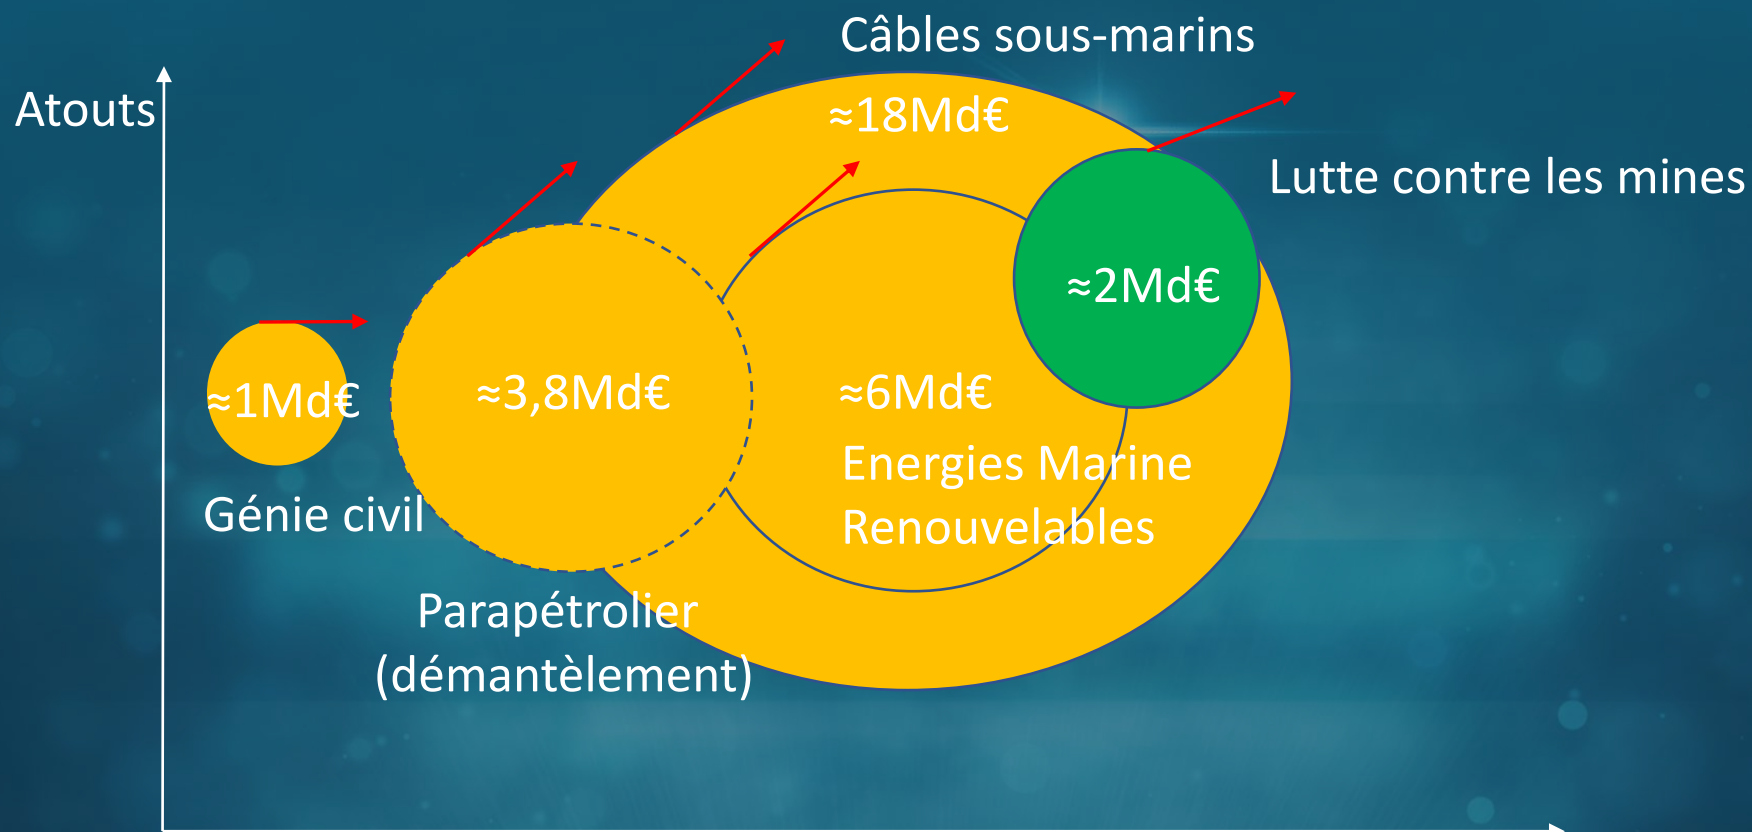 Câbles sous-marins
Atouts
≈18Md€
Lutte contre les mines
≈2Md€
≈1Md€
≈3,8Md€
≈6Md€
Energies Marine
Renouvelables
Génie civil
Parapétrolier
(démantèlement)